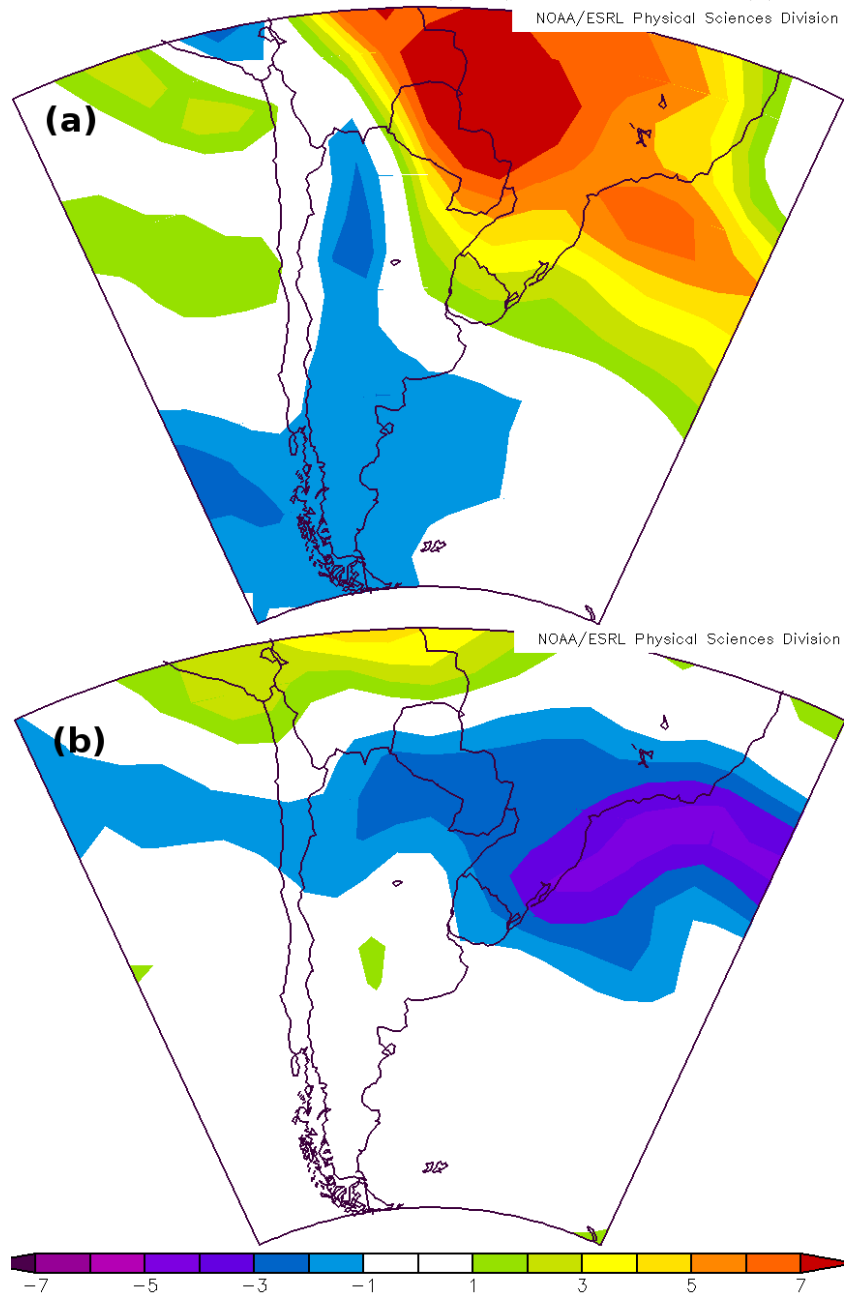 NOAA/ESRL Physical Sciences Division
(a)
NOAA/ESRL Physical Sciences Division
(b)
−7 −5 −3 −1 1 3 5 7